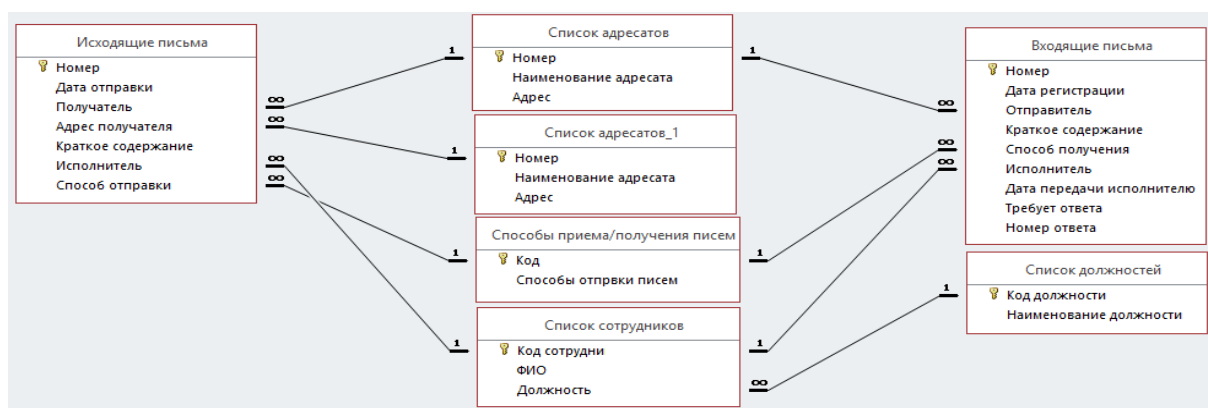 Исходящие письма
Номер
Дата отправки
Получатель
Адрес получателя
Краткое содержание
Исполнитель
Способ отправки
Список адресатов
Номер
Наименование адресата
Адрес
Список адресатов_1
Номер
Наименование адресата
Адрес
Способы приема/получения писем
Код
Способы отпрвки писем
Список сотрудников
Код сотрудни
ФИО
Должность
Входящие письма
Номер
Дата регистрации
Отправитель
Краткое содержание
Способ получения
Исполнитель
Дата передачи исполнителю
Требует ответа
Номер ответа
Список должностей
Код должности
Наименование должности
1
∞
1
∞
∞
1
∞
∞
1
∞
∞
1
1
1
1
∞